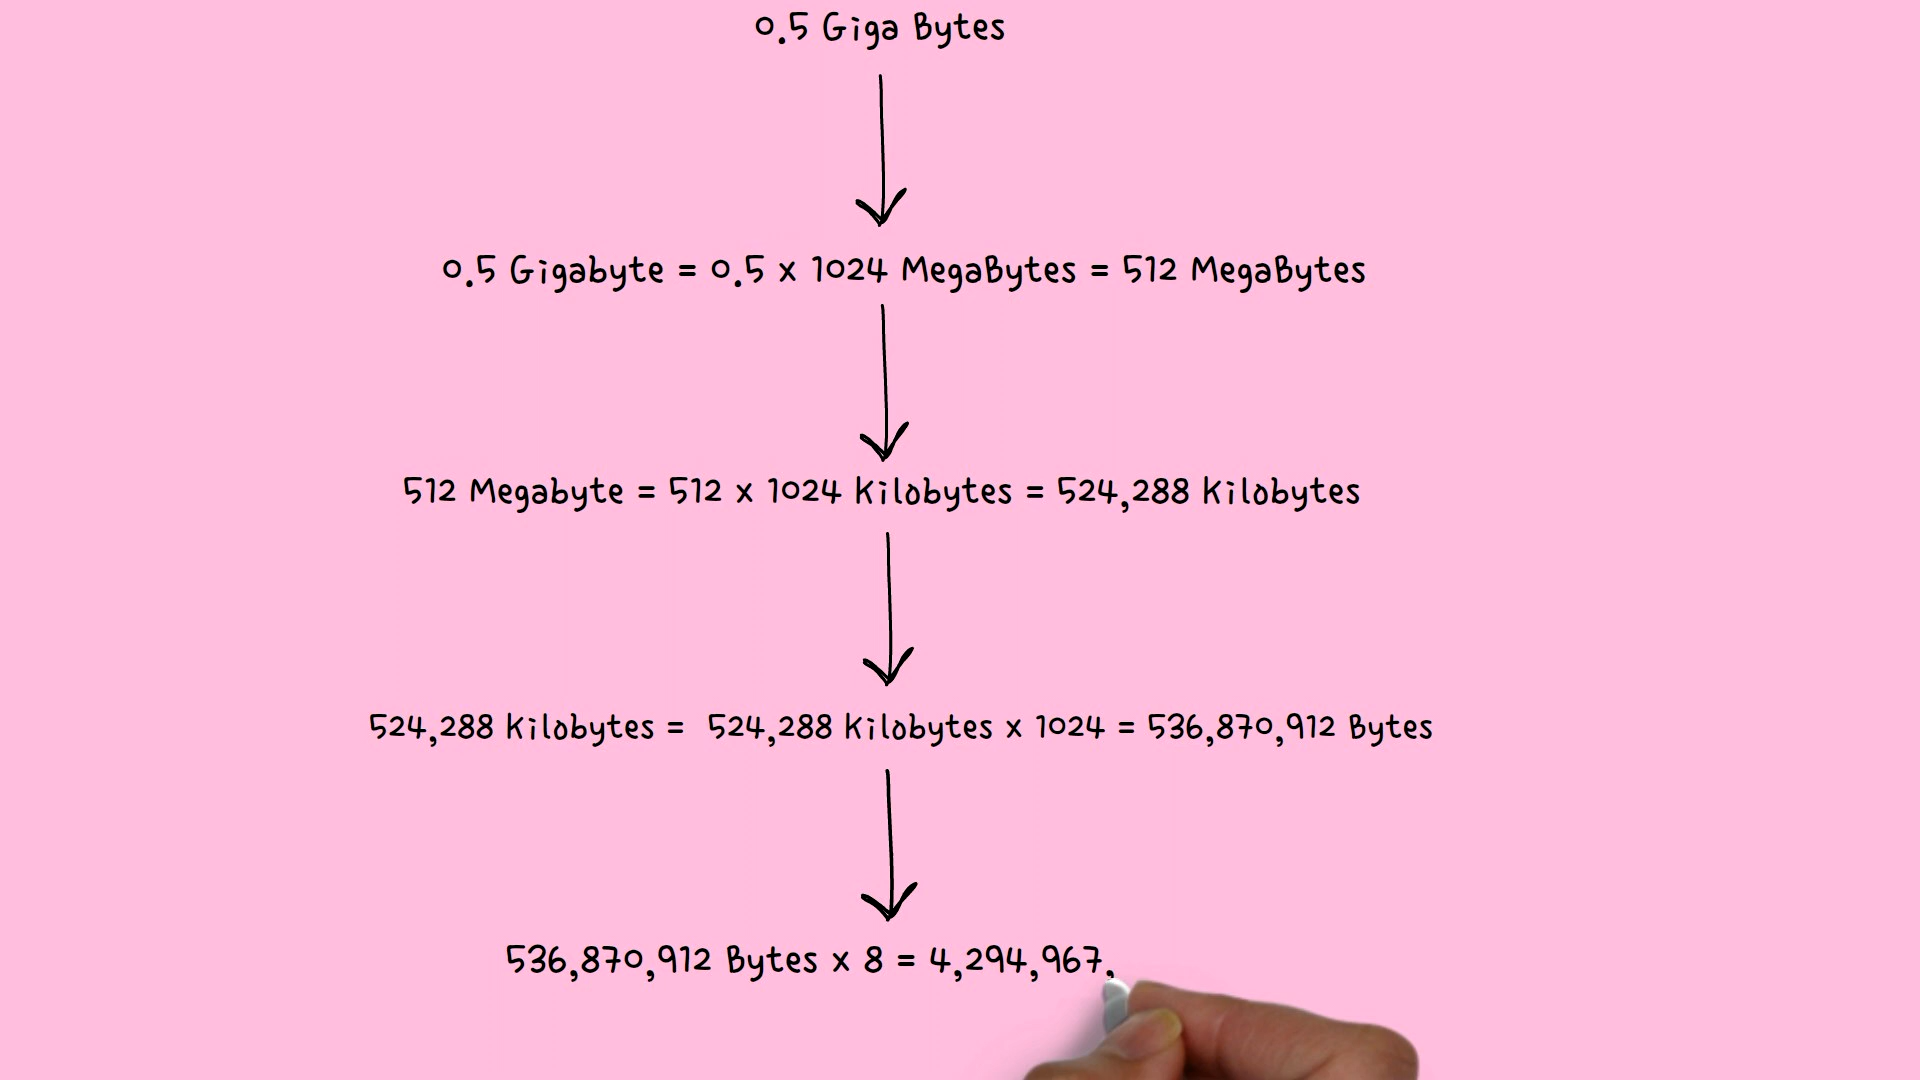 0.5 Giga Bytes
0.5 Gigabyte = 0.5 x 1024 MegaBytes = 512 MegaBytes
512 Megabyte = 512 x 1024 Kilobytes = 524,288 Kilobytes
524,288 Kilobytes = 524,288 Kilobytes x 1024 = 536,870,912 Bytes
536,870,912 Bytes x 8 = 4,294,967,